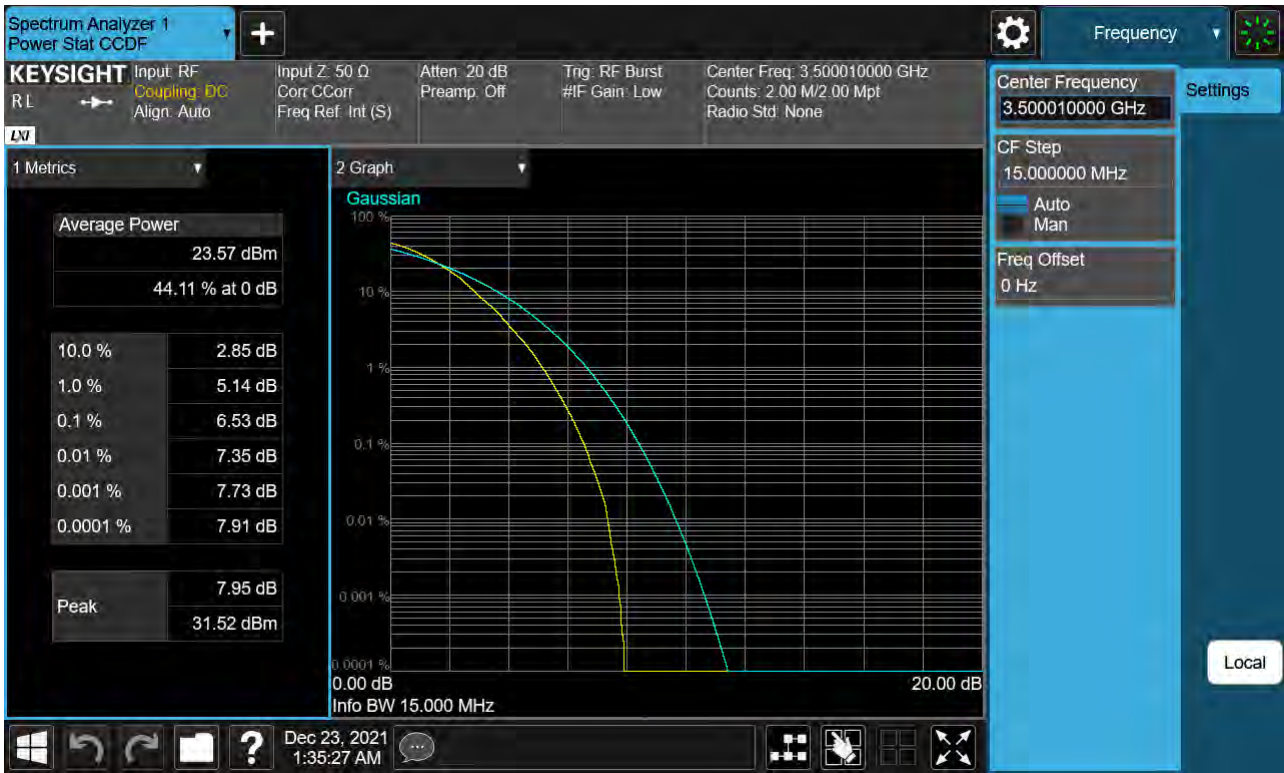 Spectrum Analyzer 1
Power Stat CCDF
Frequency
KEYSIGHT
R L
LXI
Input: RF
Coupling: DC
Align: Auto
Input Z: 50 Ω
Corr CCorr
Freq Ref: Int (S)
Atten: 20 dB
Preamp: Off
Trig: RF Burst
#IF Gain: Low
Center Freq: 3.500010000 GHz
Counts: 2.00 M/2.00 Mpt
Radio Std: None
Center Frequency
3.500010000 GHz
Settings
CF Step
15.000000 MHz
Auto
Man
Freq Offset
0 Hz
Local
1 Metrics
Average Power
23.57 dBm
44.11 % at 0 dB
10.0 % 2.85 dB
1.0 % 5.14 dB
0.1 % 6.53 dB
0.01 % 7.35 dB
0.001 % 7.73 dB
0.0001 % 7.91 dB
Peak
7.95 dB
31.52 dBm
2 Graph
Gaussian
100 %
10 %
1 %
0.1 %
0.01 %
0.001 %
0.0001 %
0.00 dB 20.00 dB
Info BW 15.000 MHz
?
Dec 23, 2021
1:35:27 AM